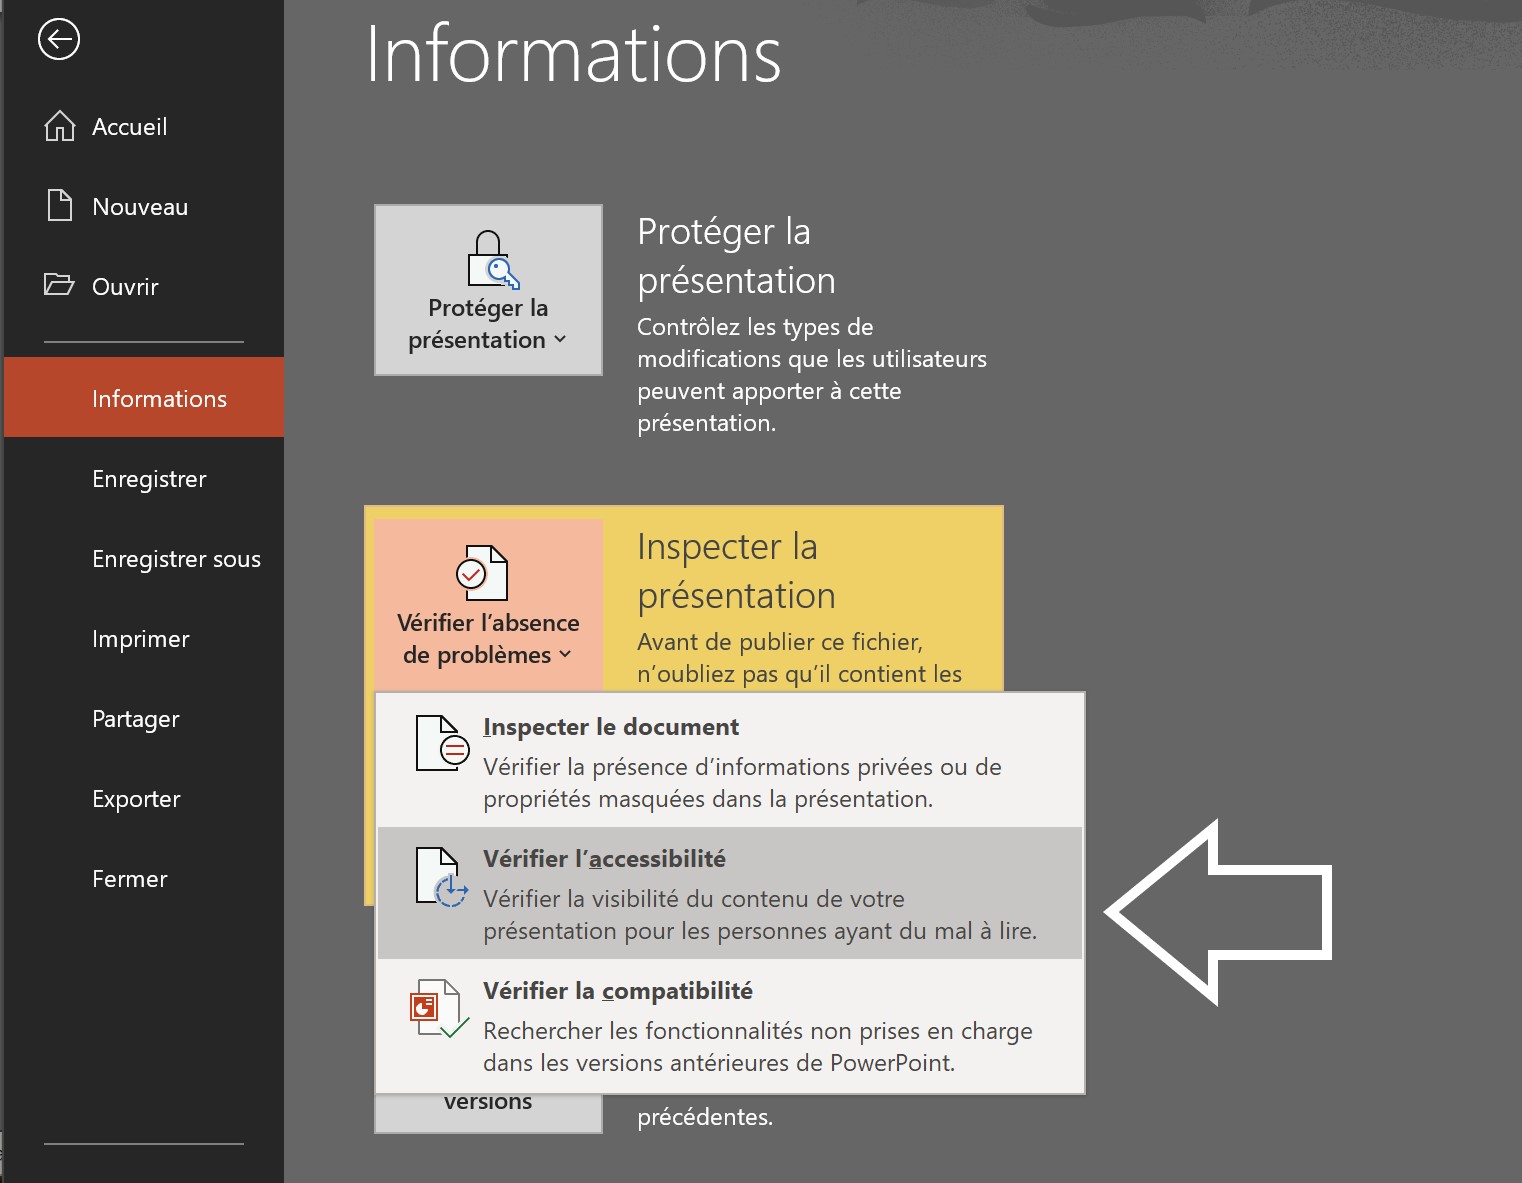 Informations
Accueil
Nouveau
Ouvrir
Informations
Enregistrer
Enregistrer sous
Imprimer
Partager
Exporter
Fermer
Protéger la
présentation
Protéger la
présentation
Contrôlez les types de
modifications que les utilisateurs
peuvent apporter à cette
présentation.
Vérifier l’absence
de problèmes
Inspecter la
présentation
Avant de publier ce fichier,
n’oubliez pas qu’il contient les
Inspecter le document
Vérifier la présence d’informations privées ou de
propriétés masquées dans la présentation.
Vérifier l’accessibilité
Vérifier la visibilité du contenu de votre
présentation pour les personnes ayant du mal à lire.
Vérifier la compatibilité
Rechercher les fonctionnalités non prises en charge
dans les versions antérieures de PowerPoint.
versions
précédentes.